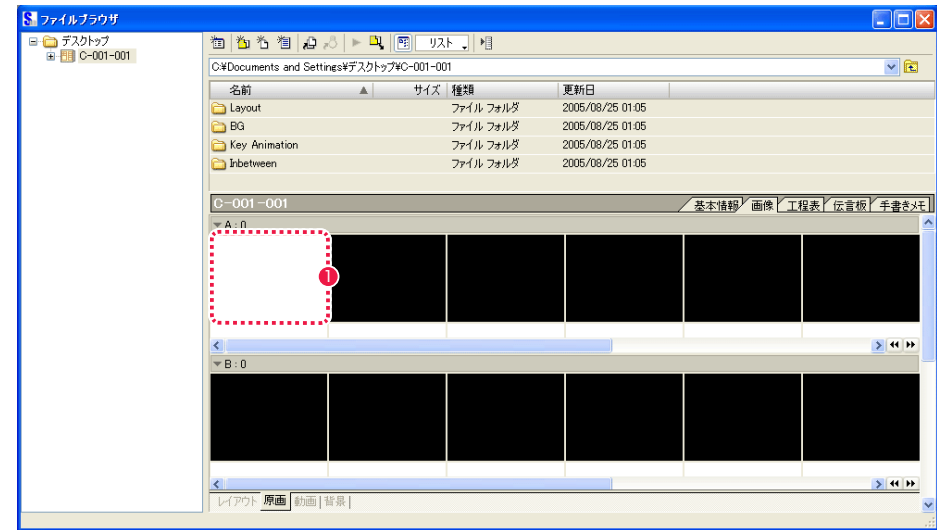 ファイルブラウザ
デスクトップ
C-001-001
リスト
C:¥Documents and Settings¥デスクトップ¥C-001-001
名前 サイズ 種類 更新日
Layout ファイル フォルダ 2005/08/25 01:05
BG ファイル フォルダ 2005/08/25 01:05
Key Animation ファイル フォルダ 2005/08/25 01:05
Inbetween ファイル フォルダ 2005/08/25 01:05
C-001-001 基本情報 画像 工程表 伝言板 手書きメモ
A : 0
1
B : 0
レイアウト 原画 動画 背景